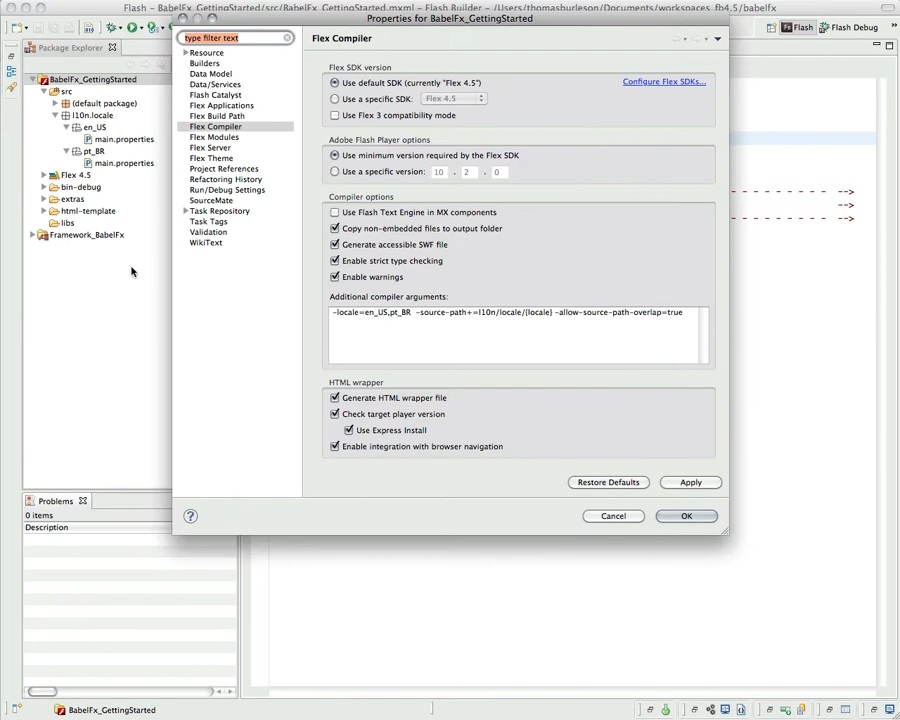 Flash - BabelFx_GettingStarted/src/BabelFx_GettingStarted.mxml - Flash Builder - /Users/thomasburleson/Documents/workspaces_fb4.5/babelfx
Properties for BabelFx_GettingStarted
Flash
Flash Debug
Package Explorer
BabelFx_GettingStarted
src
(default package)
l10n.locale
en_US
main.properties
pt_BR
main.properties
Flex 4.5
bin-debug
extras
html-template
libs
Framework_BabelFx
type filter text
Resource
Builders
Data Model
Data/Services
Flash Catalyst
Flex Applications
Flex Build Path
Flex Compiler
Flex Modules
Flex Server
Flex Theme
Project References
Refactoring History
Run/Debug Settings
SourceMate
Task Repository
Task Tags
Validation
WikiText
Flex Compiler
Flex SDK version
Use default SDK (currently "Flex 4.5")
Configure Flex SDKs...
Use a specific SDK: Flex 4.5
Use Flex 3 compatibility mode
Adobe Flash Player options
Use minimum version required by the Flex SDK
Use a specific version: 10 . 2 . 0
Compiler options
Use Flash Text Engine in MX components
Copy non-embedded files to output folder
Generate accessible SWF file
Enable strict type checking
Enable warnings
Additional compiler arguments:
-locale=en_US,pt_BR -source-path+=l10n/locale/{locale} -allow-source-path-overlap=true
HTML wrapper
Generate HTML wrapper file
Check target player version
Use Express Install
Enable integration with browser navigation
Restore Defaults
Apply
Cancel
OK
- - - - - - - -->
- - - - - - - -->
- - - - - - - -->
Problems
0 items
Description
BabelFx_GettingStarted